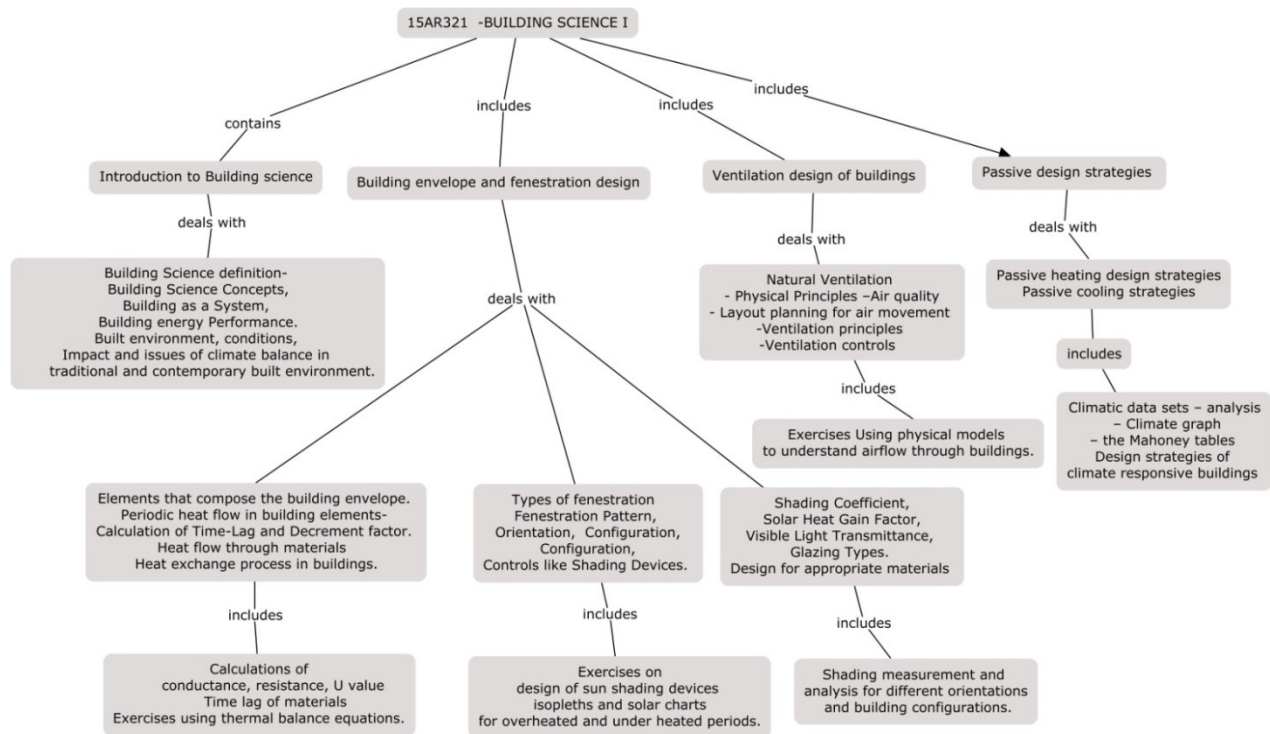 15AR321 -BUILDING SCIENCE I
contains
includes
includes
includes
Introduction to Building science
Building envelope and fenestration design
Ventilation design of buildings
Passive design strategies
deals with
deals with
deals with
deals with
Building Science definition-
Building Science Concepts,
Building as a System,
Building energy Performance.
Built environment, conditions,
Impact and issues of climate balance in
traditional and contemporary built environment.
Natural Ventilation
- Physical Principles –Air quality
- Layout planning for air movement
-Ventilation principles
-Ventilation controls
Passive heating design strategies
Passive cooling strategies
includes
includes
Exercises Using physical models
to understand airflow through buildings.
Climatic data sets – analysis
– Climate graph
– the Mahoney tables
Design strategies of
climate responsive buildings
Elements that compose the building envelope.
Periodic heat flow in building elements-
Calculation of Time-Lag and Decrement factor.
Heat flow through materials
Heat exchange process in buildings.
Types of fenestration
Fenestration Pattern,
Orientation, Configuration,
Configuration,
Controls like Shading Devices.
Shading Coefficient,
Solar Heat Gain Factor,
Visible Light Transmittance,
Glazing Types.
Design for appropriate materials
includes
includes
includes
Calculations of
conductance, resistance, U value
Time lag of materials
Exercises using thermal balance equations.
Exercises on
design of sun shading devices
isopleths and solar charts
for overheated and under heated periods.
Shading measurement and
analysis for different orientations
and building configurations.